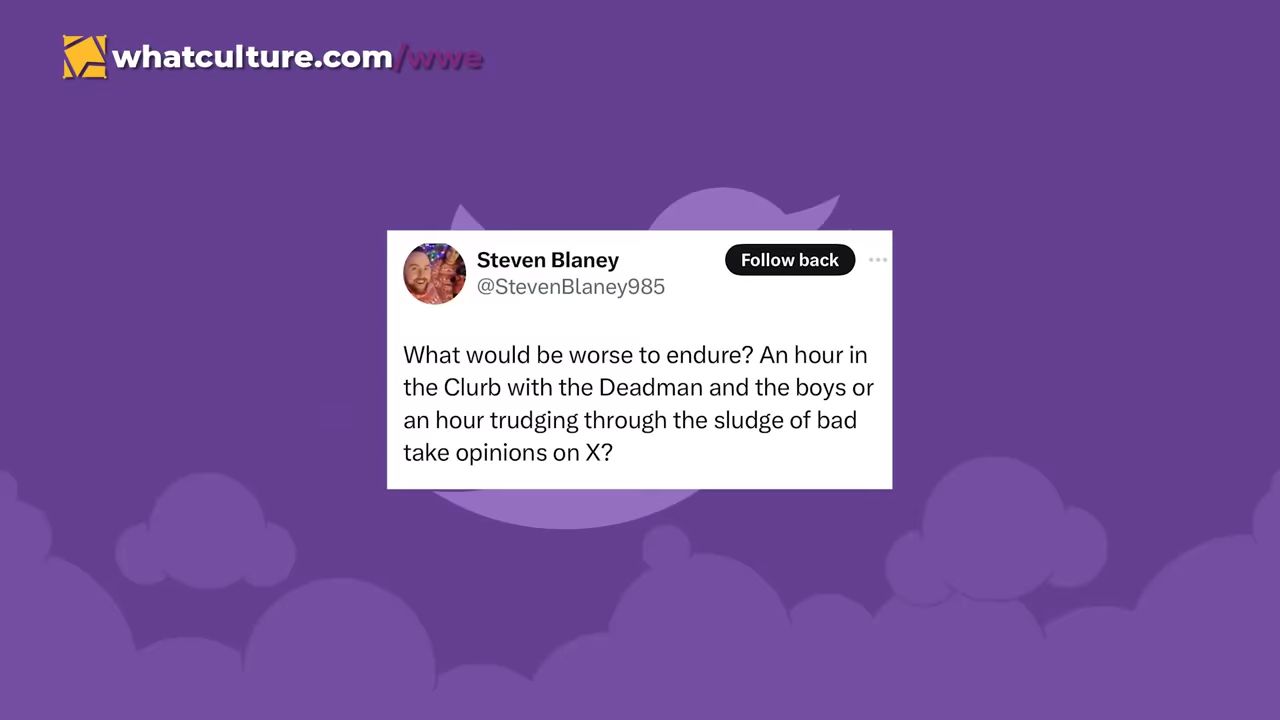 whatculture.com/wwe
Steven Blaney
Follow back
@StevenBlaney985
What would be worse to endure? An hour in
the Clurb with the Deadman and the boys or
an hour trudging through the sludge of bad
take opinions on X?